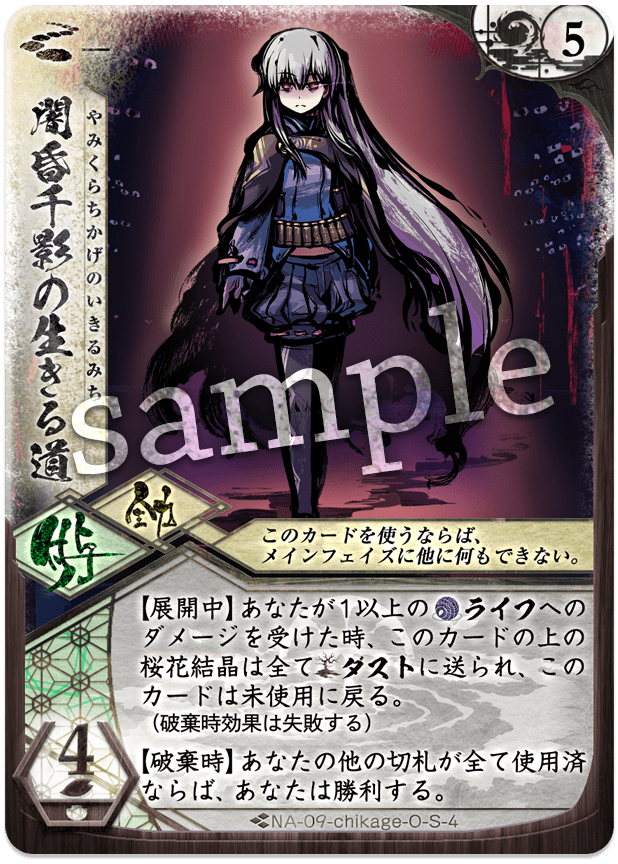 5
闇昏千影の生きる道
やみくらちかげのいきるみち
sample
付与
全力
このカードを使うならば、
メインフェイズに他に何もできない。
【展開中】あなたが1以上のライフへの
ダメージを受けた時、このカードの上の
桜花結晶は全てダストに送られ、この
カードは未使用に戻る。
（破棄時効果は失敗する）
【破棄時】あなたの他の切札が全て使用済
ならば、あなたは勝利する。
4
NA-09-chikage-O-S-4